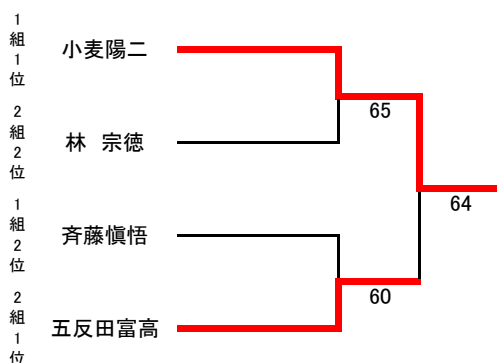 1組1位 小麦陽二
65
2組2位 林 宗徳
64
1組2位 斉藤愼悟
60
2組1位 五反田富高